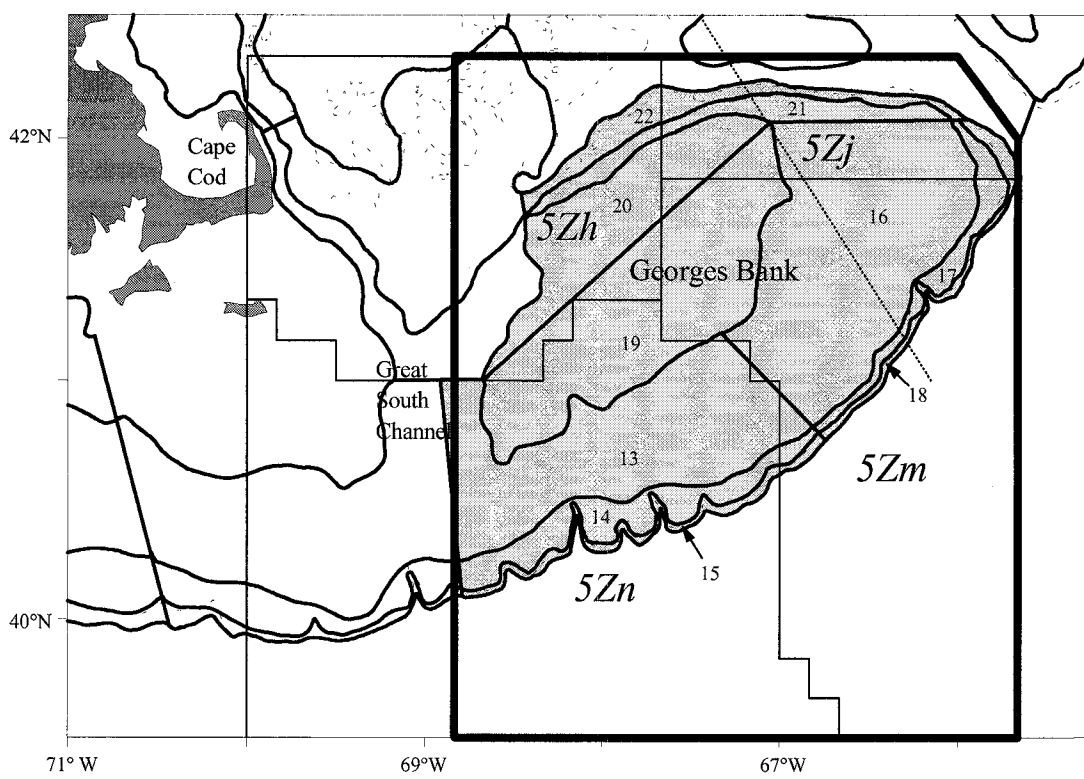 22
21
42°N
Cape
Cod
5Zj
20
16
5Zh
Georges Bank
17
19
Great
South
Channel
18
13
5Zm
14
15
5Zn
40°N
71° W
69°W
67°W